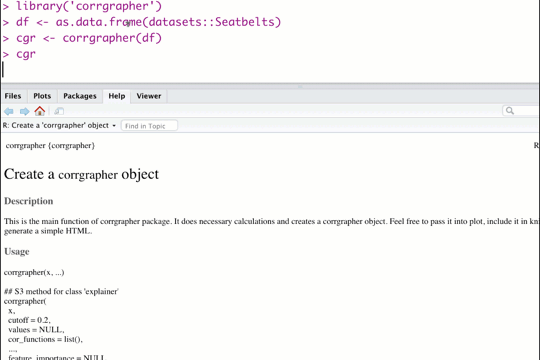 > library('corrgrapher')
> df <- as.data.frame(datasets::Seatbelts)
> cgr <- corrgrapher(df)
> cgr
Files Plots Packages Help Viewer
R: Create a 'corrgrapher' object Find in Topic
corrgrapher {corrgrapher} R
Create a corrgrapher object
Description
This is the main function of corrgrapher package. It does necessary calculations and creates a corrgrapher object. Feel free to pass it into plot, include it in
generate a simple HTML.
Usage
corrgrapher(x, ...)
## S3 method for class 'explainer'
corrgrapher(
x,
cutoff = 0.2,
values = NULL,
cor_functions = list(),
...,
feature_importance = NULL,